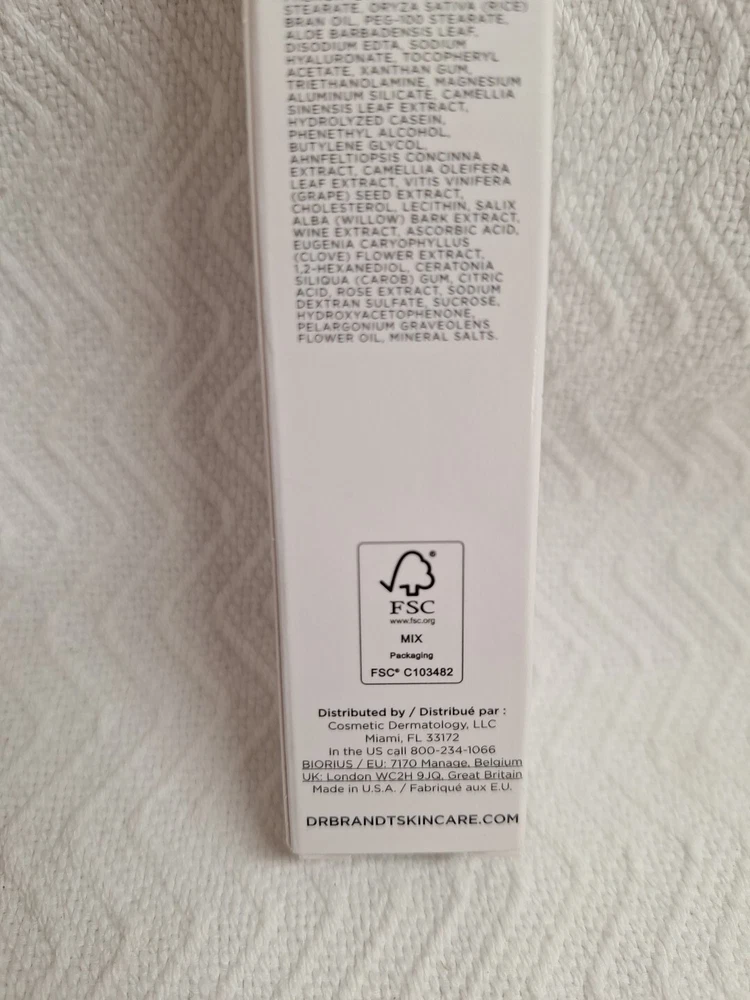 STEARATE, ORYZA SATIVA (RICE)
BRAN OIL, PEG-100 STEARATE,
ALOE BARBADENSIS LEAF,
DISODIUM EDTA, SODIUM
HYALURONATE, TOCOPHERYL
ACETATE, XANTHAN GUM,
TRIETHANOLAMINE, MAGNESIUM
ALUMINUM SILICATE, CAMELLIA
SINENSIS LEAF EXTRACT,
HYDROLYZED CASEIN,
PHENETHYL ALCOHOL,
BUTYLENE GLYCOL,
AHNFELTIOPSIS CONCINNA
EXTRACT, CAMELLIA OLEIFERA
LEAF EXTRACT, VITIS VINIFERA
(GRAPE) SEED EXTRACT,
CHOLESTEROL, LECITHIN, SALIX
ALBA (WILLOW) BARK EXTRACT,
WINE EXTRACT, ASCORBIC ACID,
EUGENIA CARYOPHYLLUS
(CLOVE) FLOWER EXTRACT,
1,2-HEXANEDIOL, CERATONIA
SILIQUA (CAROB) GUM, CITRIC
ACID, ROSE EXTRACT, SODIUM
DEXTRAN SULFATE, SUCROSE,
HYDROXYACETOPHENONE,
PELARGONIUM GRAVEOLENS
FLOWER OIL, MINERAL SALTS.
®
FSC
www.fsc.org
MIX
Packaging
FSC® C103482
Distributed by / Distribué par :
Cosmetic Dermatology, LLC
Miami, FL 33172
In the US call 800-234-1066
BIORIUS / EU: 7170 Manage, Belgium
UK: London WC2H 9JQ, Great Britain
Made in U.S.A. / Fabriqué aux E.U.
DRBRANDTSKINCARE.COM